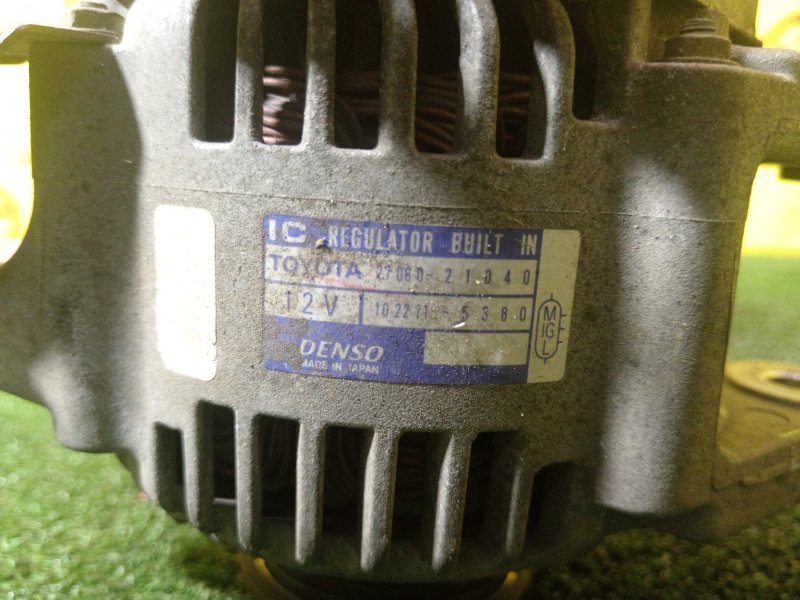 IC REGULATOR BUILT IN
TOYOTA 27060-21040
12V 102211-5380
DENSO
MADE IN JAPAN
M
IG
L